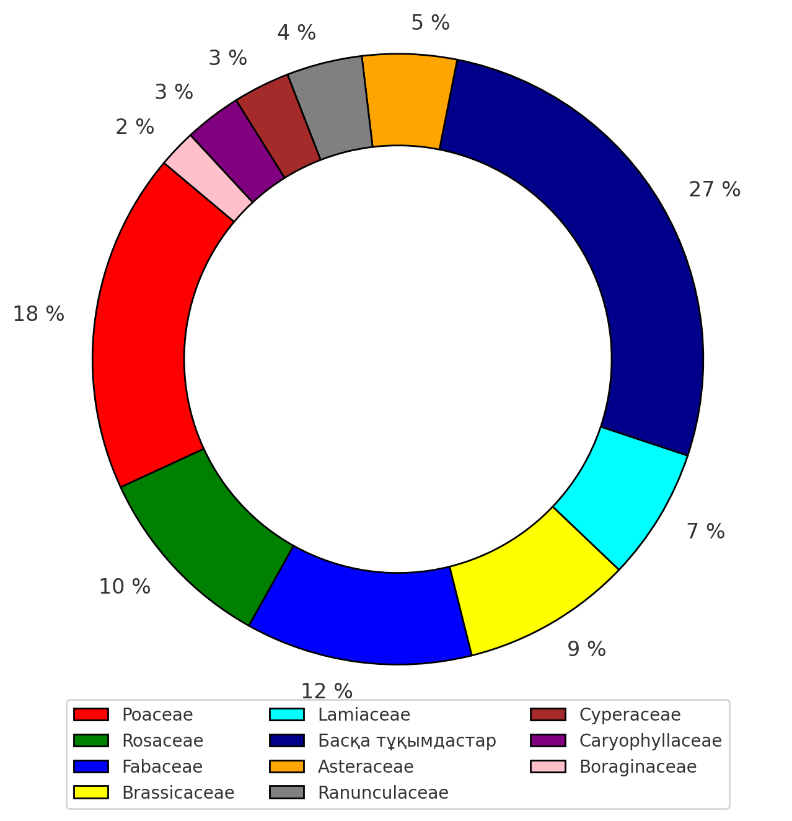 5 %
4 %
3 %
3 %
2 %
27 %
18 %
7 %
10 %
9 %
12 %
Poaceae
Rosaceae
Fabaceae
Brassicaceae
Lamiaceae
Басқа тұқымдастар
Asteraceae
Ranunculaceae
Cyperaceae
Caryophyllaceae
Boraginaceae